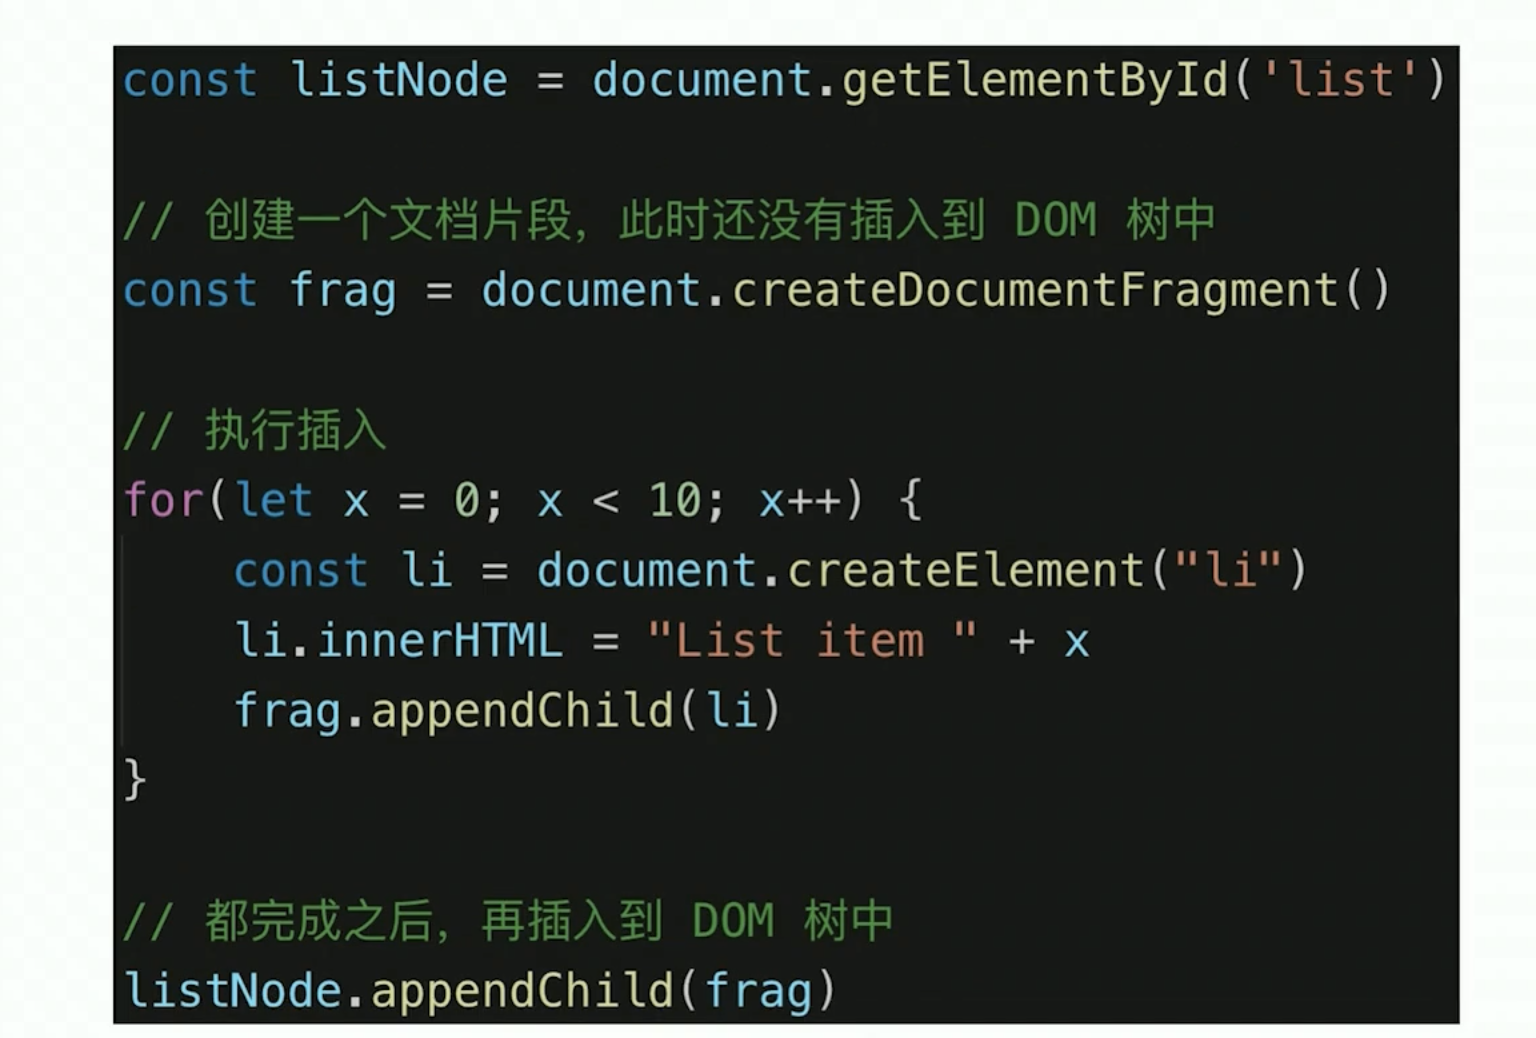 const listNode = document.getElementById('list')
// 创建一个文档片段，此时还没有插入到 DOM 树中
const frag = document.createDocumentFragment()
// 执行插入
for(let x = 0; x < 10; x++) {
    const li = document.createElement("li")
    li.innerHTML = "List item " + x
    frag.appendChild(li)
}
// 都完成之后，再插入到 DOM 树中
listNode.appendChild(frag)